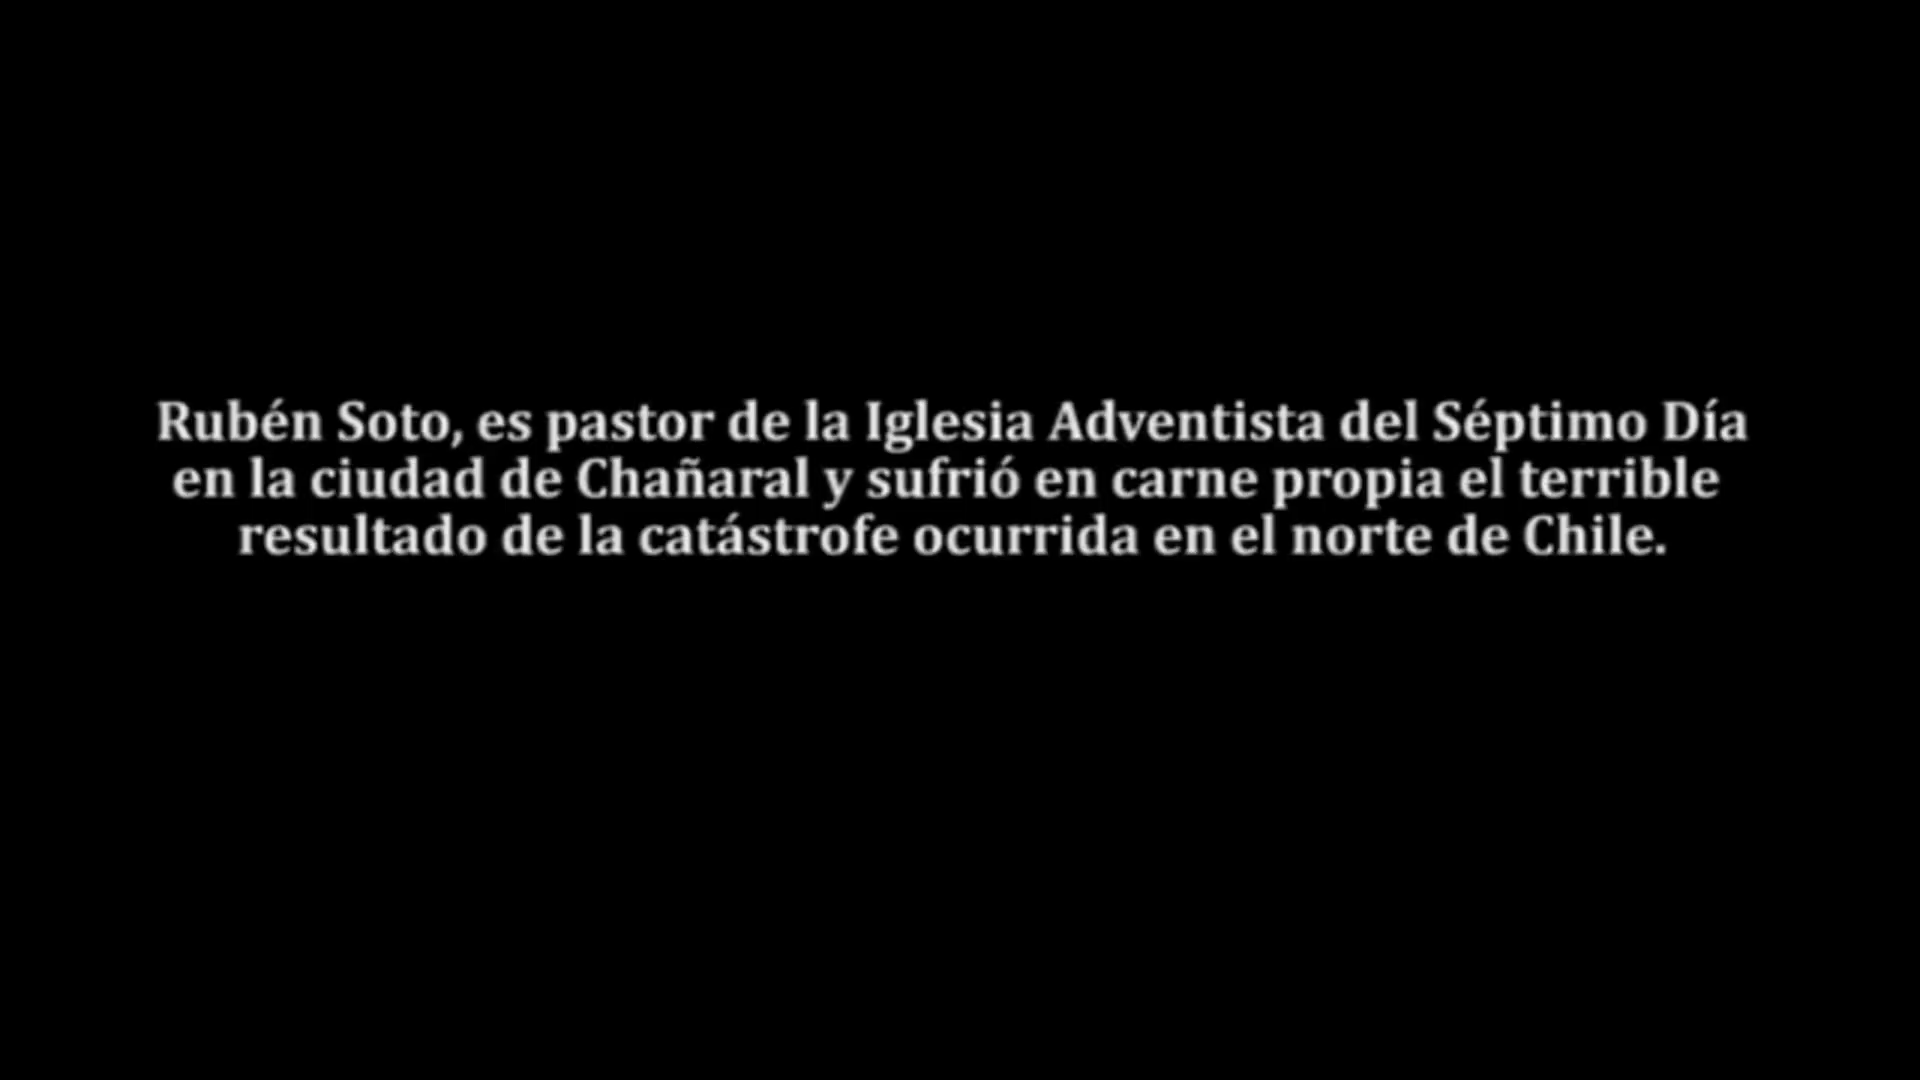 Rubén Soto, es pastor de la Iglesia Adventista del Séptimo Día
en la ciudad de Chañaral y sufrió en carne propia el terrible
resultado de la catástrofe ocurrida en el norte de Chile.